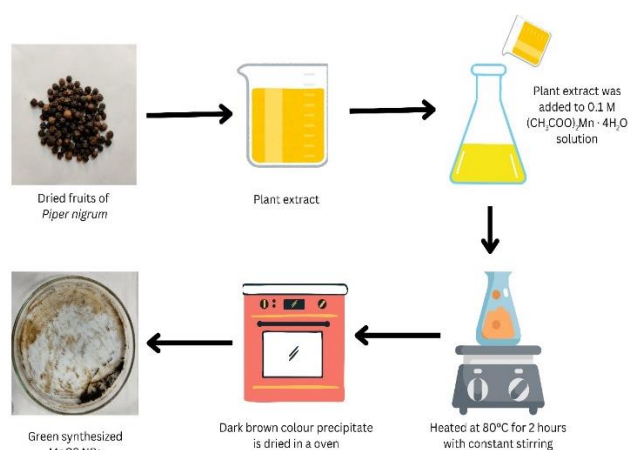 Dried fruits of
Piper nigrum
Plant extract
Plant extract was
added to 0.1 M
(CH₃COO)₂Mn · 4H₂O
solution
Green synthesized
Dark brown colour precipitate
is dried in a oven
Heated at 80°C for 2 hours
with constant stirring